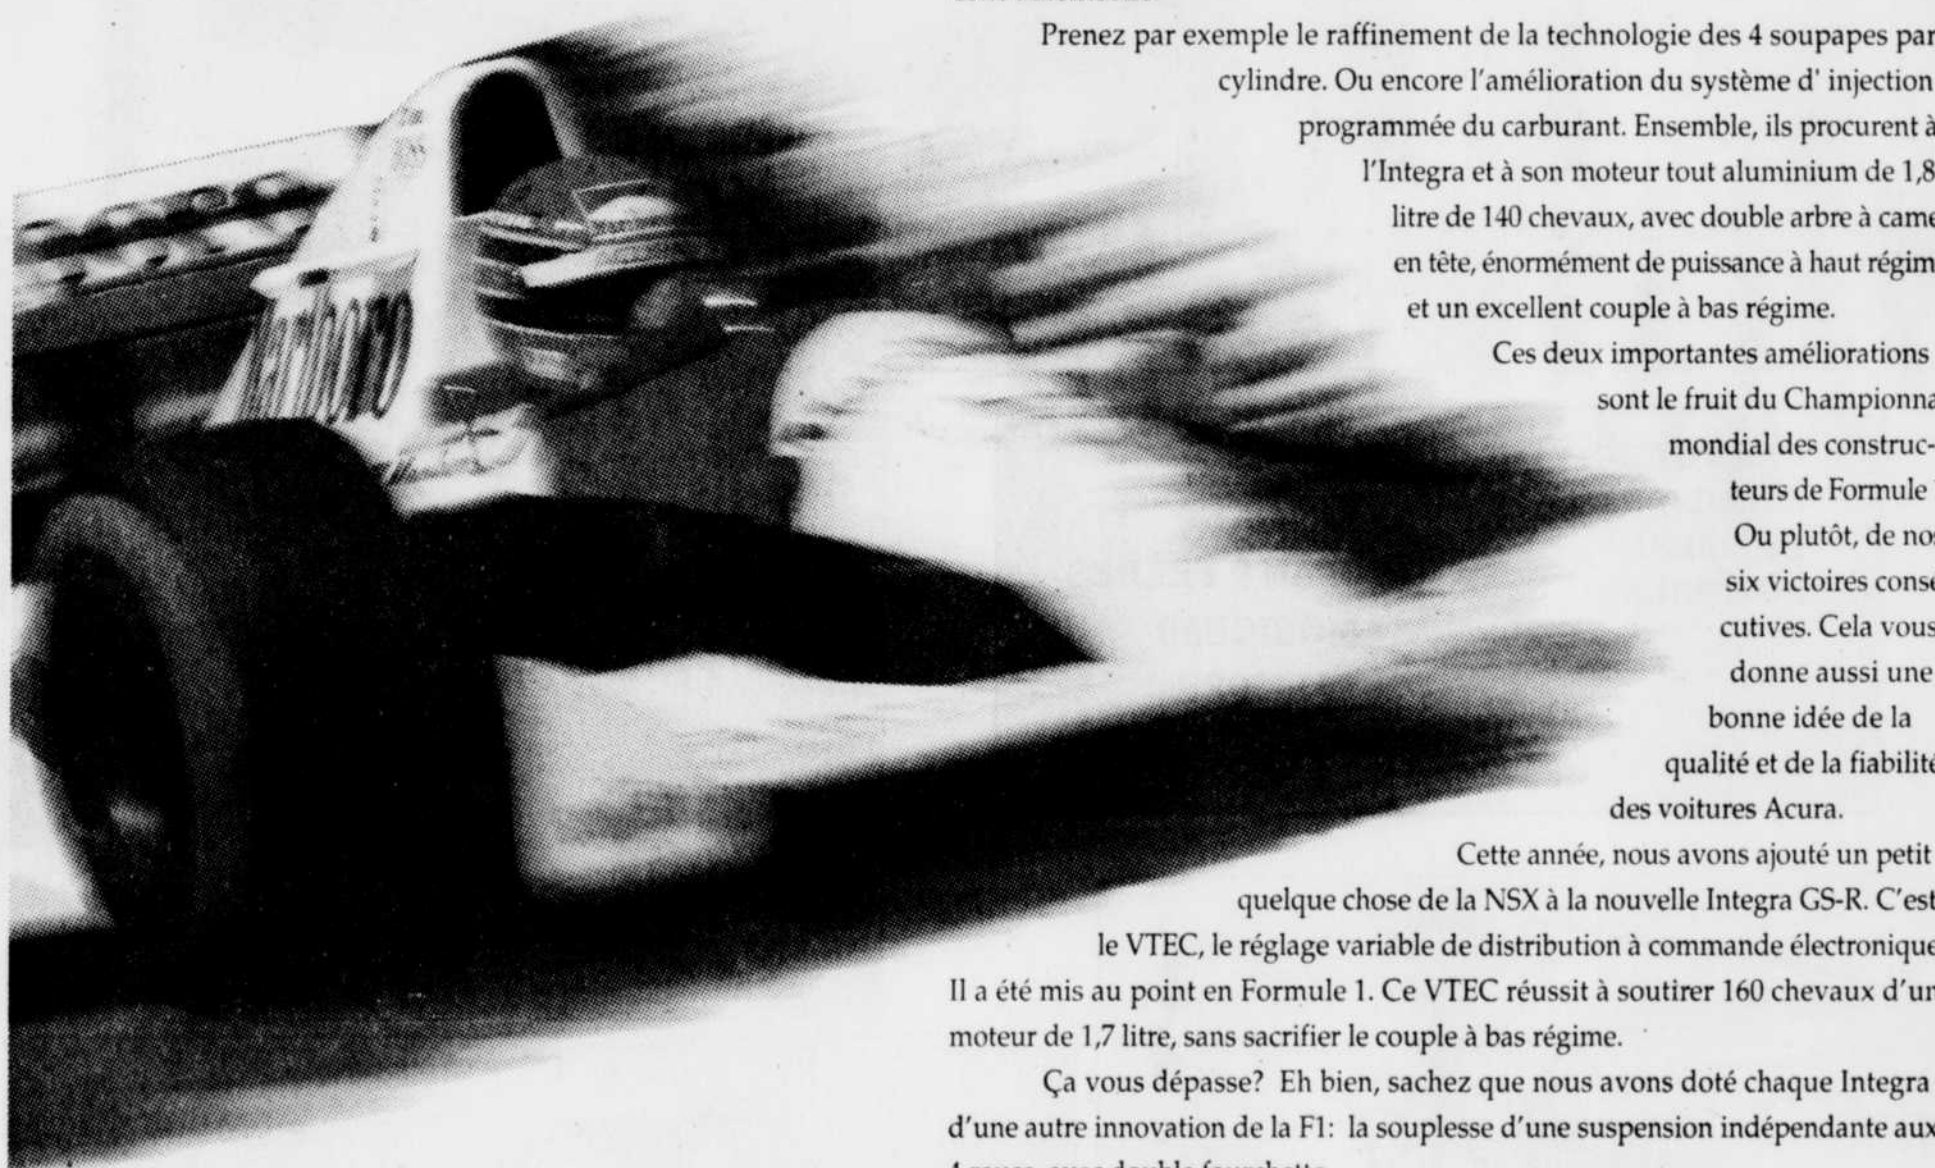 Prenez par exemple le raffinement de la technologie des 4 soupapes par
cylindre. Ou encore l'amélioration du système d' injection
programmée du carburant. Ensemble, ils procurent à
l'Integra et à son moteur tout aluminium de 1,8
litre de 140 chevaux, avec double arbre à came
en tête, énormément de puissance à haut régim
et un excellent couple à bas régime.
Ces deux importantes améliorations
sont le fruit du Championna
mondial des construc-
teurs de Formule
Ou plutôt, de nos
six victoires consé
cutives. Cela vous
donne aussi une
bonne idée de la
qualité et de la fiabilité
des voitures Acura.
Cette année, nous avons ajouté un petit
quelque chose de la NSX à la nouvelle Integra GS-R. C'est
le VTEC, le réglage variable de distribution à commande électronique
Il a été mis au point en Formule 1. Ce VTEC réussit à soutirer 160 chevaux d'un
moteur de 1,7 litre, sans sacrifier le couple à bas régime.
Ça vous dépasse? Eh bien, sachez que nous avons doté chaque Integra
d'une autre innovation de la F1: la souplesse d'une suspension indépendante aux